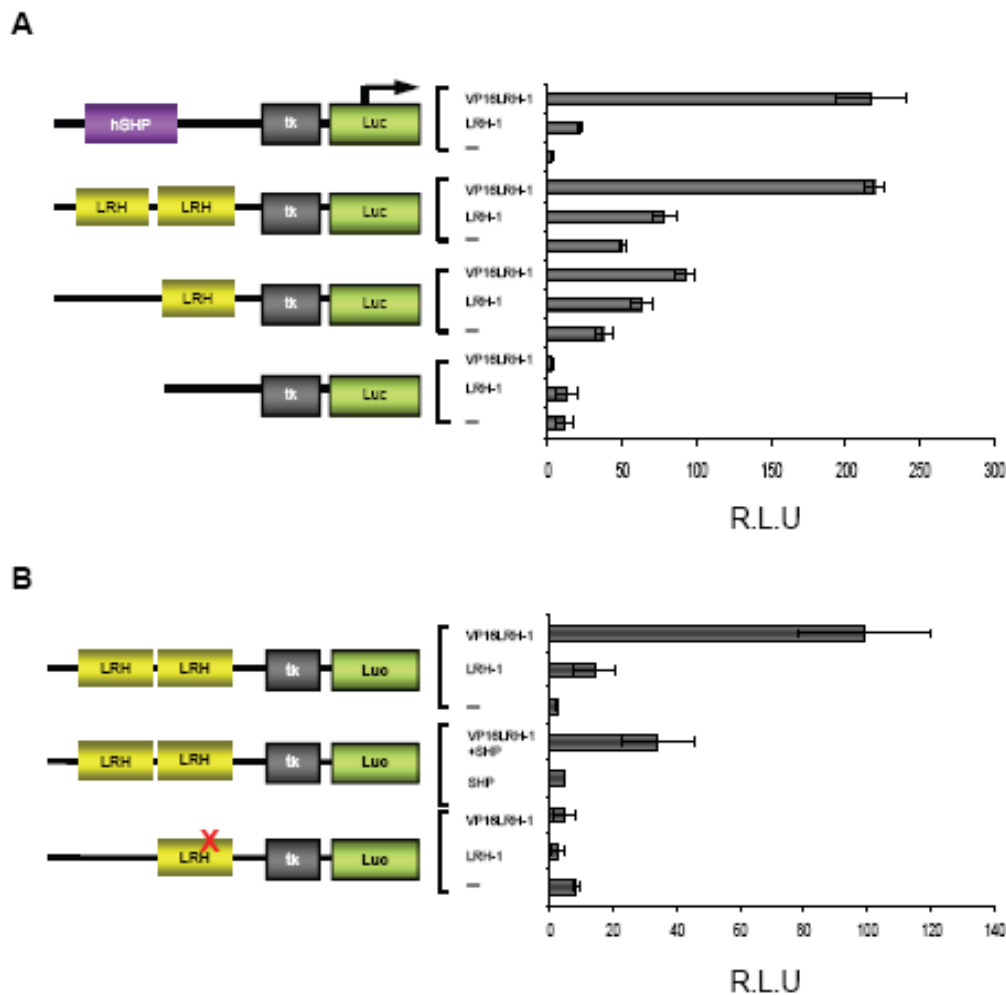 A
hSHP tk Luc
VP16LRH-1
LRH-1
—
LRH LRH tk Luc
VP16LRH-1
LRH-1
—
LRH tk Luc
VP16LRH-1
LRH-1
—
tk Luc
VP16LRH-1
LRH-1
—
0 50 100 150 200 250 300
R.L.U
B
LRH LRH tk Luc
VP16LRH-1
LRH-1
—
LRH LRH tk Luc
VP16LRH-1
+SHP
SHP
X
LRH tk Luc
VP16LRH-1
LRH-1
—
0 20 40 60 80 100 120 140
R.L.U